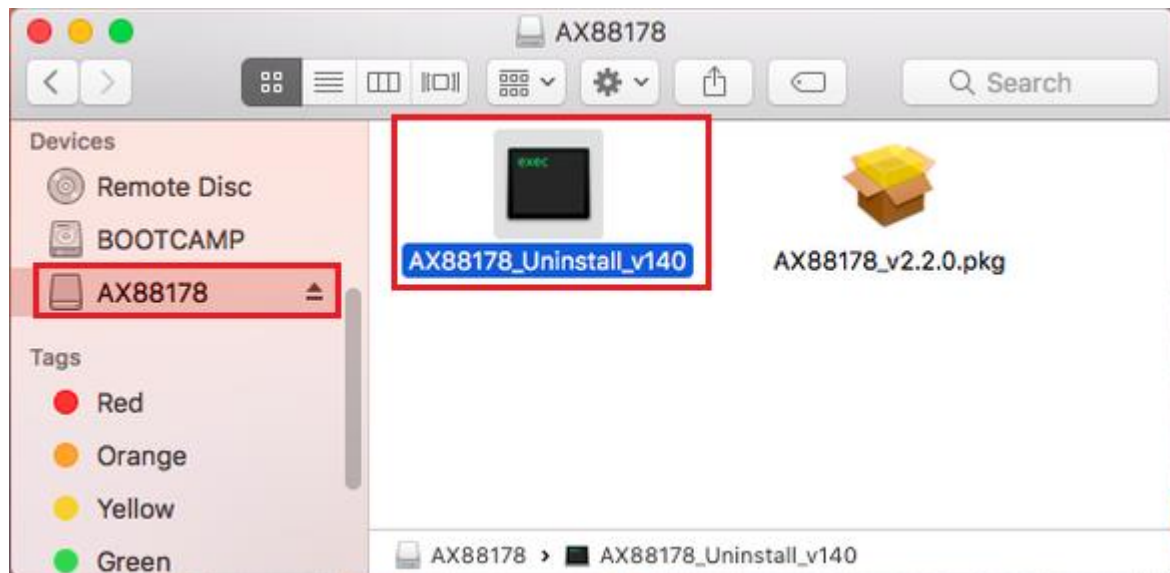 AX88178
Search
Devices
Remote Disc
BOOTCAMP
AX88178
Tags
Red
Orange
Yellow
Green
exec
AX88178_Uninstall_v140
AX88178_v2.2.0.pkg
AX88178 › AX88178_Uninstall_v140